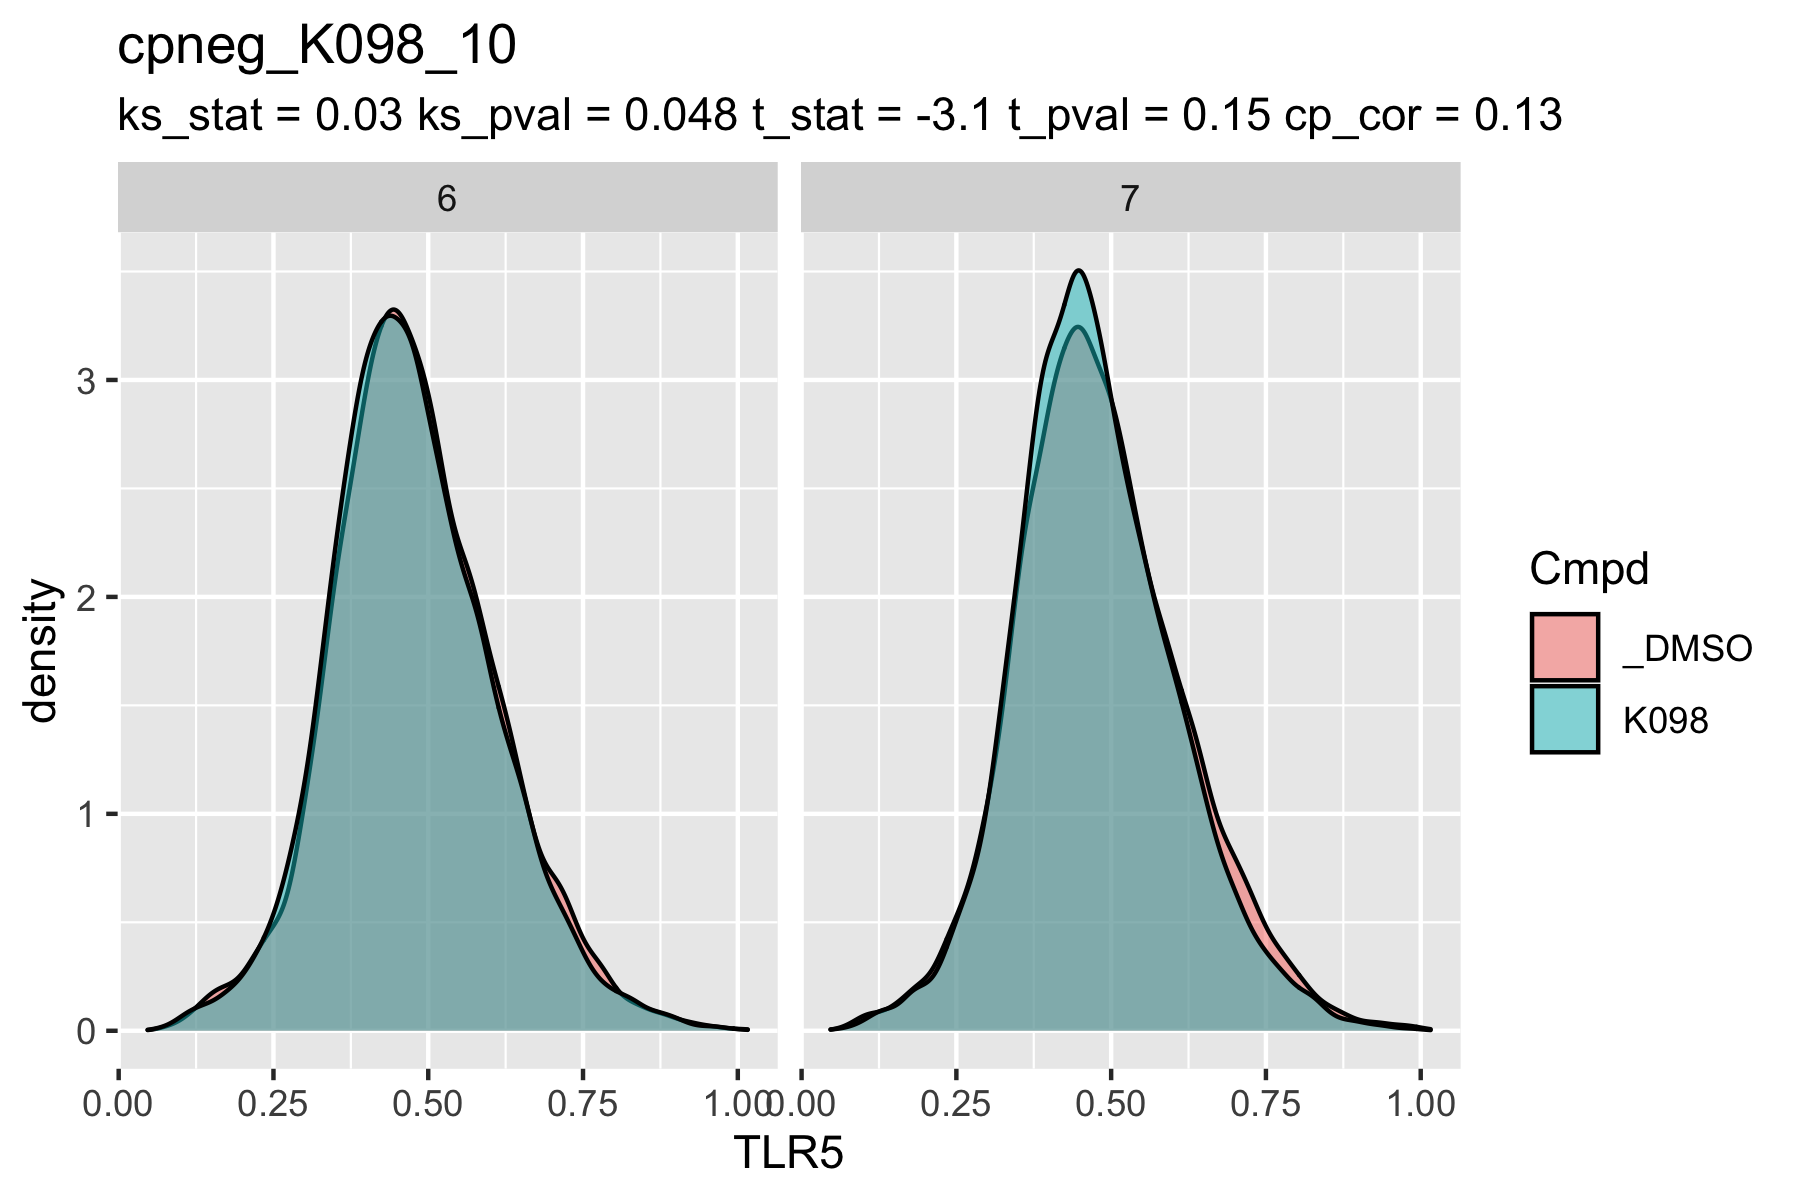 cpneg_K098_10
ks_stat = 0.03 ks_pval = 0.048 t_stat = -3.1 t_pval = 0.15 cp_cor = 0.13
6
7
density
3
2
1
0
0.00 0.25 0.50 0.75 1.00
0.00 0.25 0.50 0.75 1.00
TLR5
Cmpd
_DMSO
K098